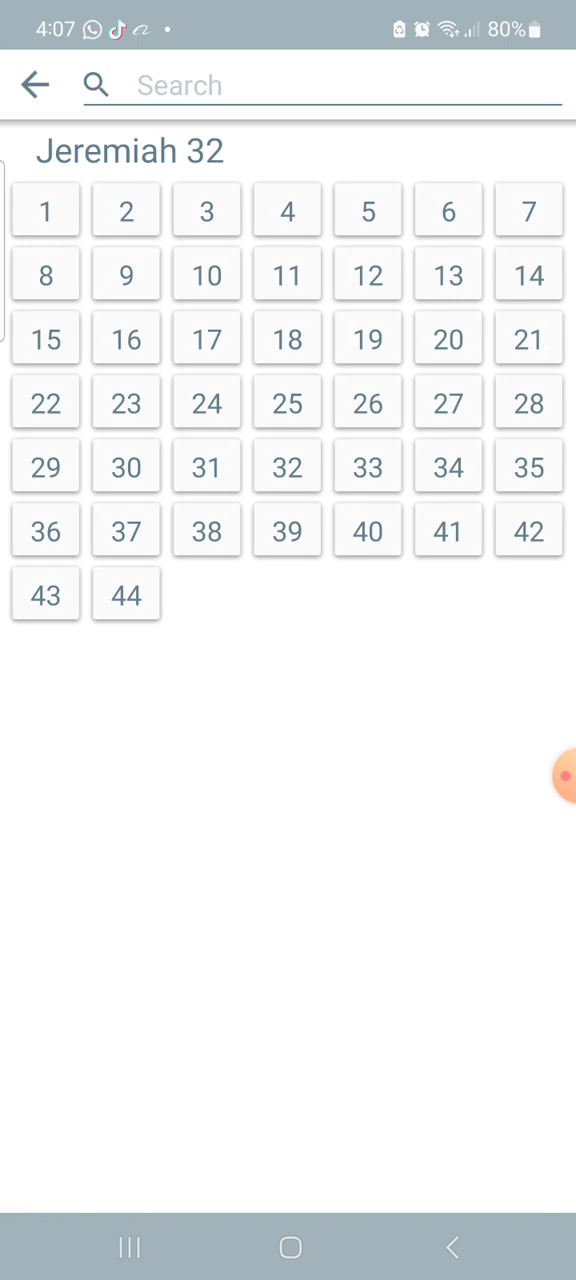 4:07 80%
Search
Jeremiah 32
1 2 3 4 5 6 7
8 9 10 11 12 13 14
15 16 17 18 19 20 21
22 23 24 25 26 27 28
29 30 31 32 33 34 35
36 37 38 39 40 41 42
43 44